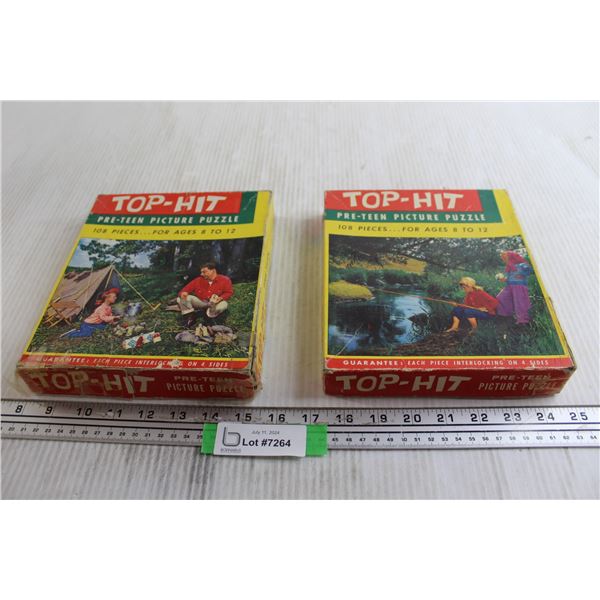 TOP-HIT
PRE-TEEN PICTURE PUZZLE
108 PIECES...FOR AGES 8 TO 12
GUARANTEE: EACH PIECE INTERLOCKING ON 4 SIDES
TOP-HIT PRE-TEEN PICTURE PUZZLE
TOP-HIT
PRE-TEEN PICTURE PUZZLE
108 PIECES...FOR AGES 8 TO 12
GUARANTEE: EACH PIECE INTERLOCKING ON 4 SIDES
TOP-HIT PRE-TEEN PICTURE PUZZLE
8 9 10 11 12 13 14 15 16 17 18 19 20 21 22 23 24 25
July 11, 2024
b Lot #7264